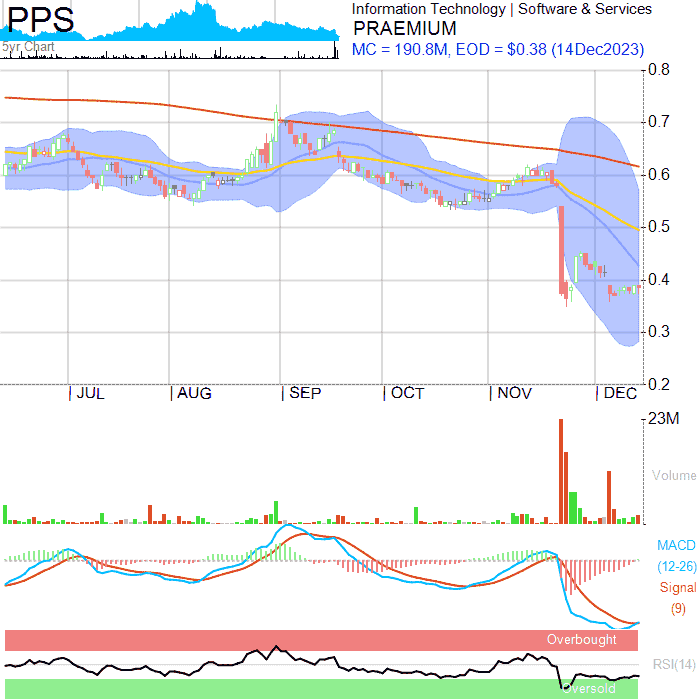 PPS
5yr Chart
Information Technology | Software & Services
PRAEMIUM
MC = 190.8M, EOD = $0.38 (14Dec2023)
0.8
0.7
0.6
0.5
0.4
0.3
0.2
| JUL | AUG | SEP | OCT | NOV | DEC
23M
Volume
MACD
(12-26)
Signal
(9)
Overbought
RSI(14)
Oversold